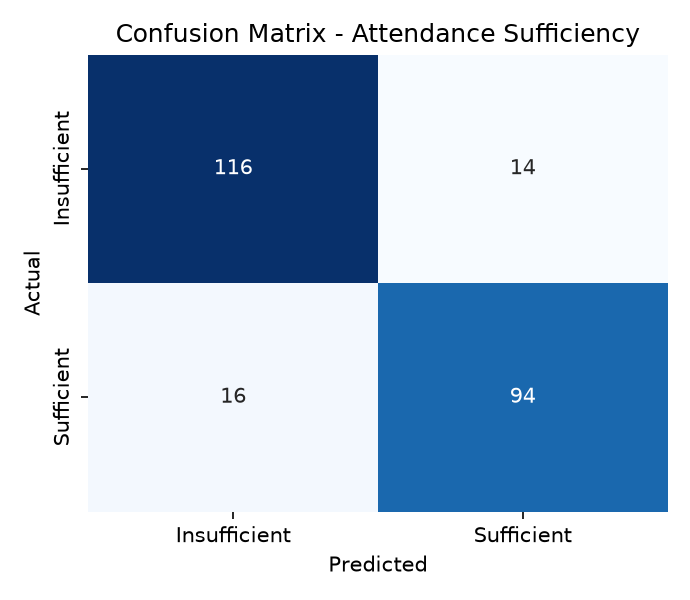 Confusion Matrix - Attendance Sufficiency
Actual
Insufficient
116
14
Sufficient
16
94
Insufficient
Sufficient
Predicted